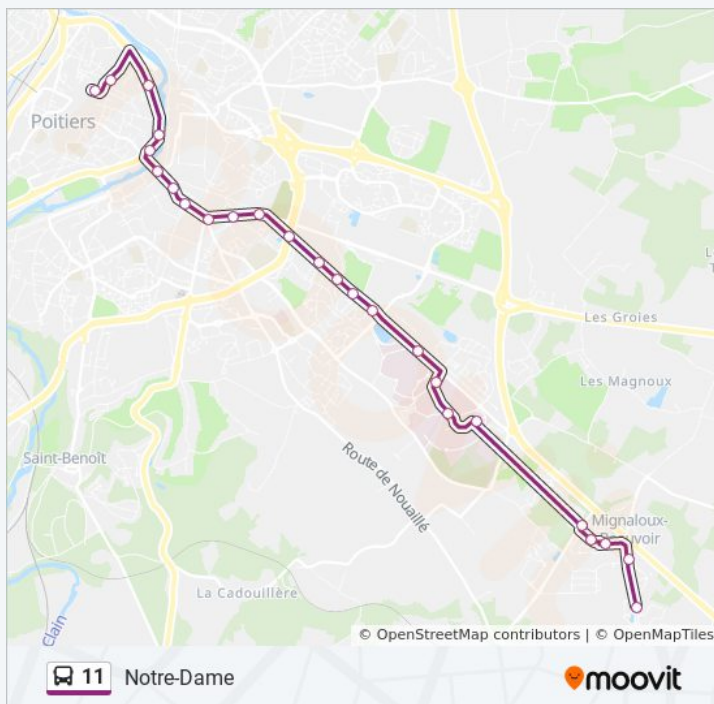 Poitiers
Les Groies
Les Magnoux
Saint-Benoît
Route de Nouaillé
Mignaloux-
Beauvoir
La Cadouillère
Clain
© OpenStreetMap contributors | © OpenMapTiles
11 Notre-Dame
moovit